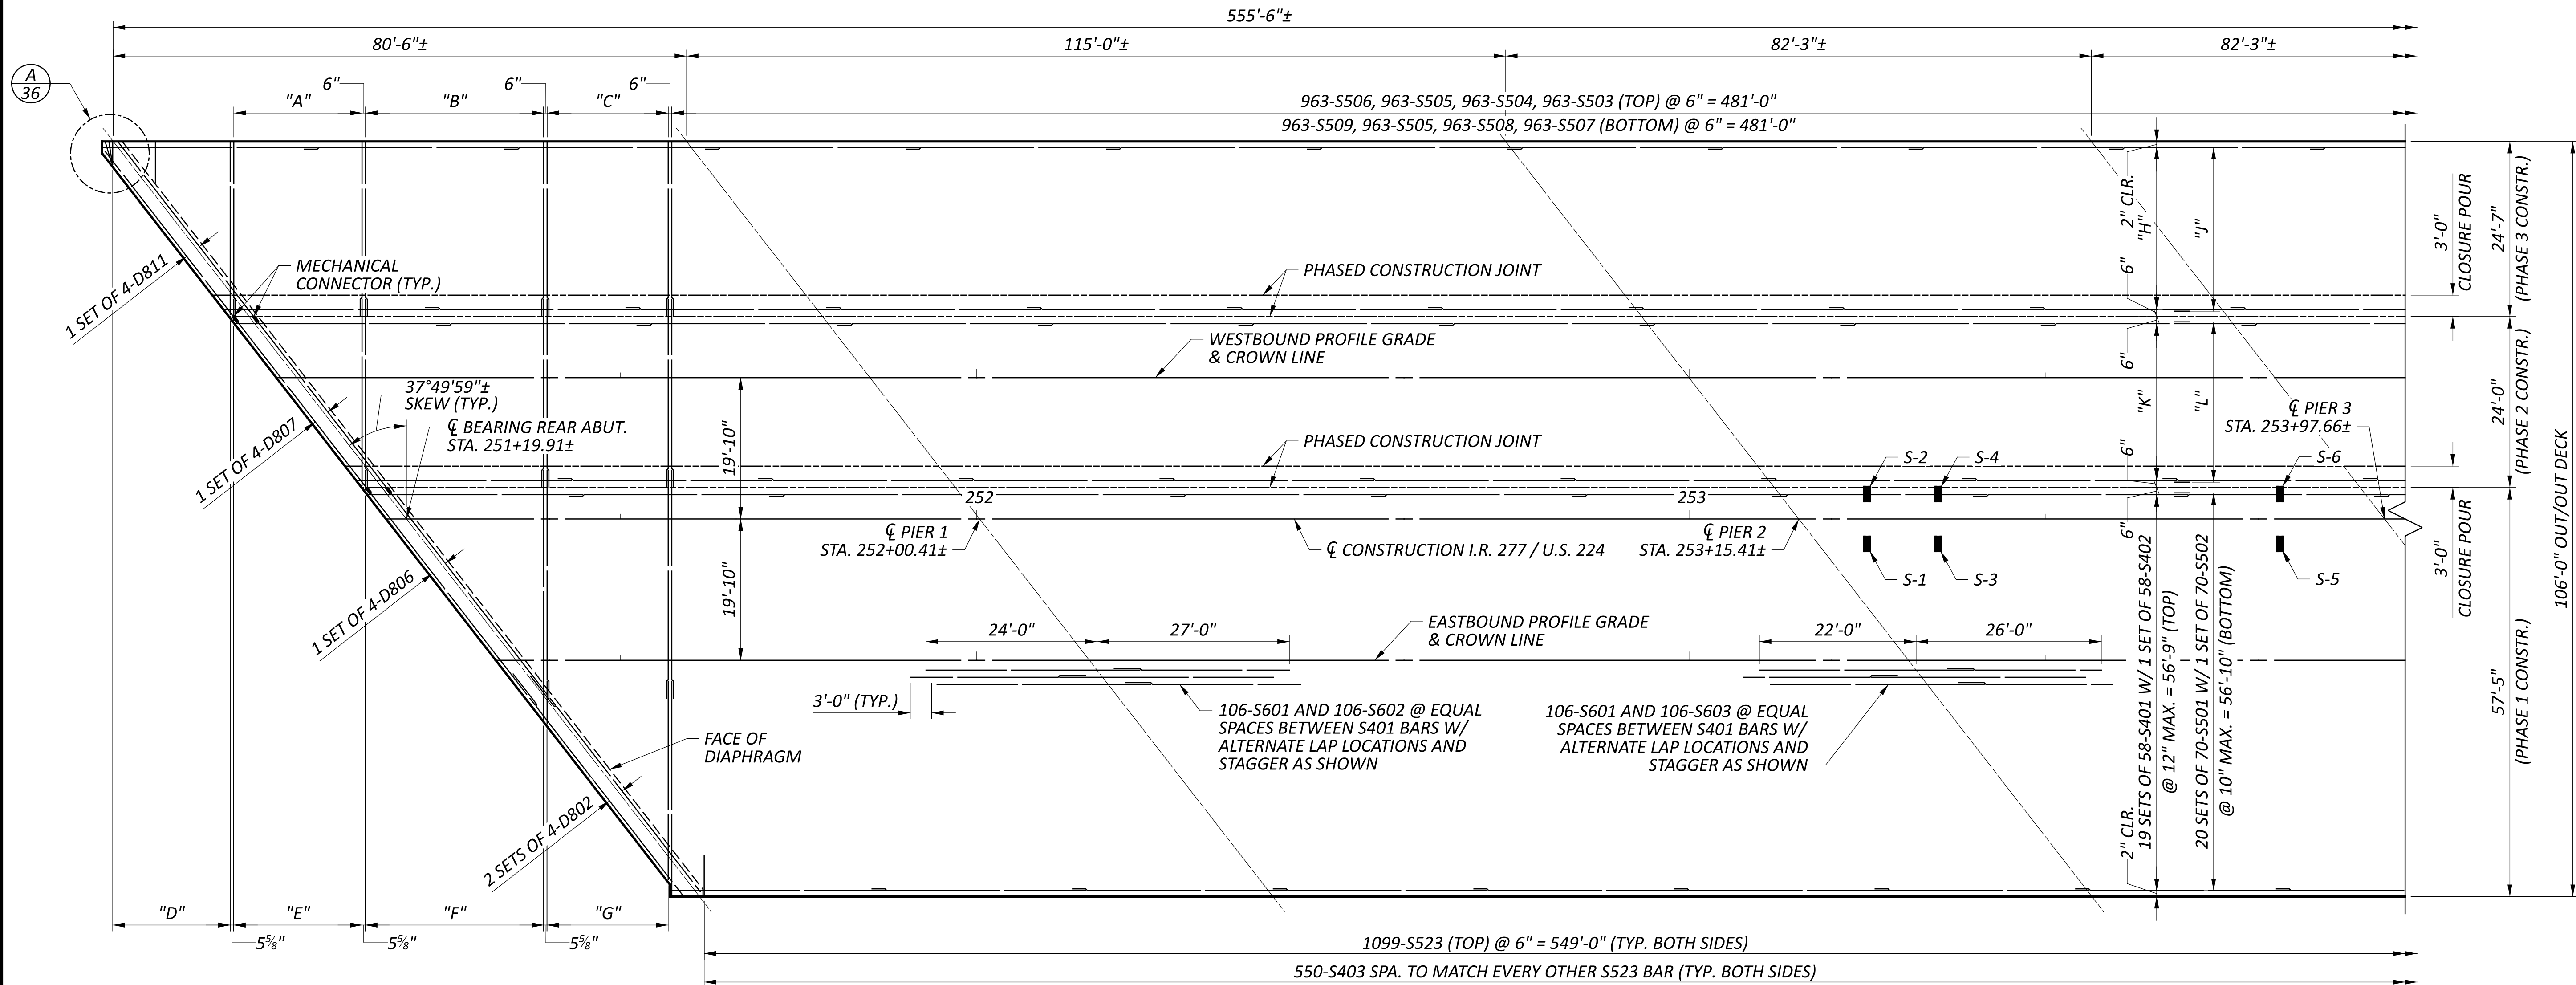 555'-6"±
80'-6"±
115'-0"±
82'-3"±
82'-3"±
A
36
6"
6"
6"
"A"
"B"
"C"
963-S506, 963-S505, 963-S504, 963-S503 (TOP) @ 6" = 481'-0"
963-S509, 963-S505, 963-S508, 963-S507 (BOTTOM) @ 6" = 481'-0"
MECHANICAL
CONNECTOR (TYP.)
PHASED CONSTRUCTION JOINT
1 SET OF 4-D811
WESTBOUND PROFILE GRADE
& CROWN LINE
37°49'59"±
SKEW (TYP.)
℄ BEARING REAR ABUT.
STA. 251+19.91±
19'-10"
PHASED CONSTRUCTION JOINT
1 SET OF 4-D807
252
253
℄ PIER 1
STA. 252+00.41±
℄ CONSTRUCTION I.R. 277 / U.S. 224
℄ PIER 2
STA. 253+15.41±
℄ PIER 3
STA. 253+97.66±
S-2
S-4
S-6
S-1
S-3
S-5
19'-10"
1 SET OF 4-D806
EASTBOUND PROFILE GRADE
& CROWN LINE
24'-0"
27'-0"
22'-0"
26'-0"
3'-0" (TYP.)
106-S601 AND 106-S602 @ EQUAL
SPACES BETWEEN S401 BARS W/
ALTERNATE LAP LOCATIONS AND
STAGGER AS SHOWN
106-S601 AND 106-S603 @ EQUAL
SPACES BETWEEN S401 BARS W/
ALTERNATE LAP LOCATIONS AND
STAGGER AS SHOWN
FACE OF
DIAPHRAGM
2 SETS OF 4-D802
2" CLR.
"H"
"J"
6"
6"
"K"
"L"
6"
6"
2" CLR.
19 SETS OF 58-S401 W/ 1 SET OF 58-S402
@ 12" MAX. = 56'-9" (TOP)
20 SETS OF 70-S501 W/ 1 SET OF 70-S502
@ 10" MAX. = 56'-10" (BOTTOM)
3'-0"
CLOSURE POUR
24'-7"
(PHASE 3 CONSTR.)
24'-0"
(PHASE 2 CONSTR.)
3'-0"
CLOSURE POUR
57'-5"
(PHASE 1 CONSTR.)
106'-0" OUT/OUT DECK
"D"
"E"
"F"
"G"
5⅝"
5⅝"
5⅝"
1099-S523 (TOP) @ 6" = 549'-0" (TYP. BOTH SIDES)
550-S403 SPA. TO MATCH EVERY OTHER S523 BAR (TYP. BOTH SIDES)